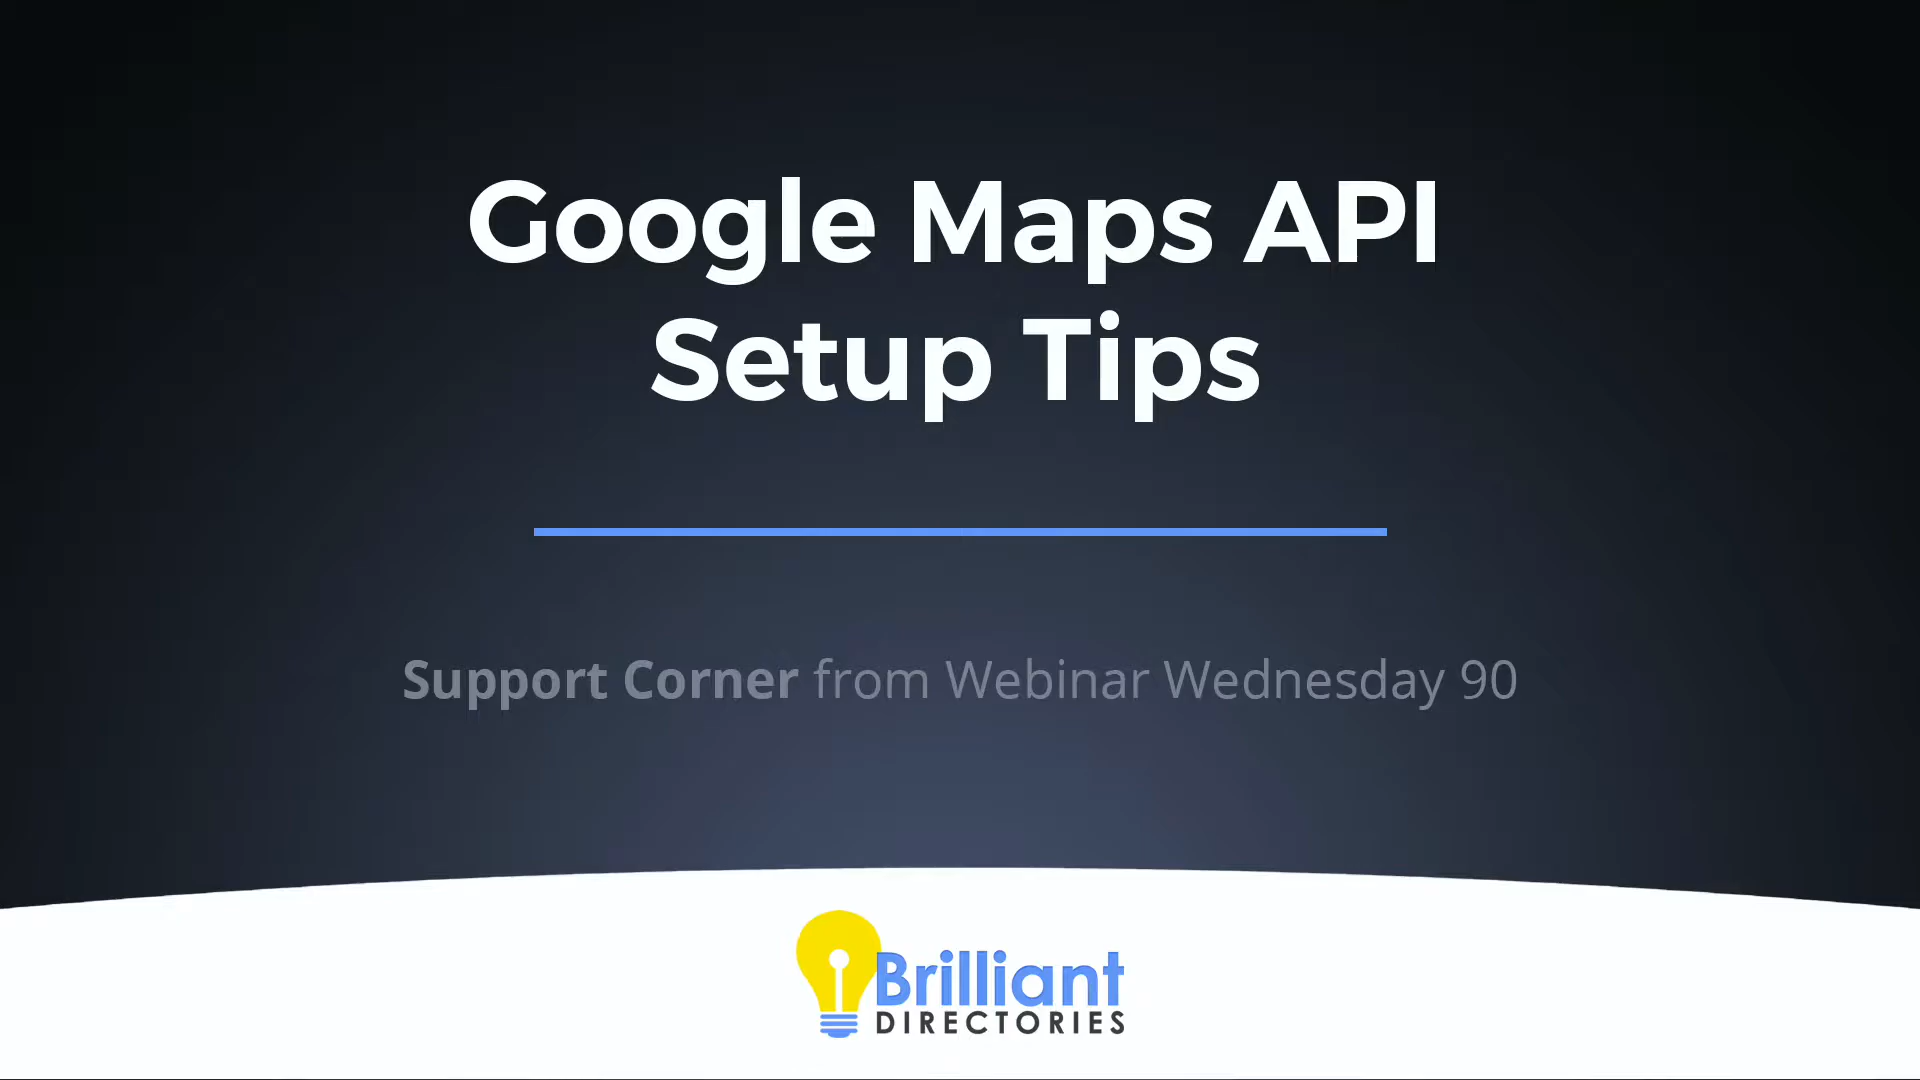 Google Maps API
Setup Tips
Support Corner from Webinar Wednesday 90
Brilliant
DIRECTORIES